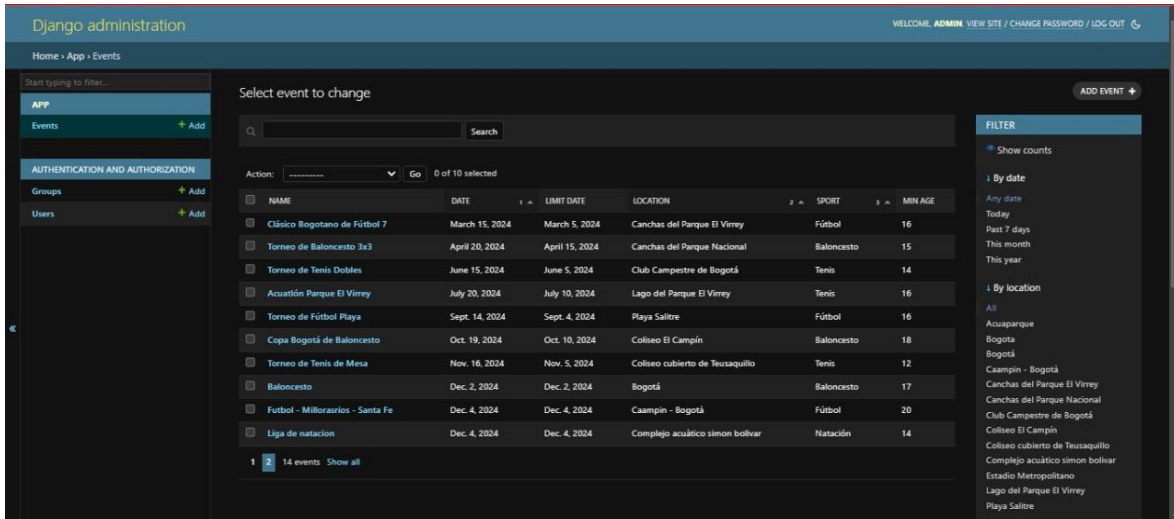 Django administration
WELCOME, ADMIN. VIEW SITE / CHANGE PASSWORD / LOG OUT
Home › App › Events
Start typing to filter...
APP
Events + Add
AUTHENTICATION AND AUTHORIZATION
Groups + Add
Users + Add
«
Select event to change
ADD EVENT +
Search
Action: --------- Go 0 of 10 selected
NAME DATE 1 LIMIT DATE LOCATION 2 SPORT 3 MIN AGE
Clásico Bogotano de Fútbol 7 March 15, 2024 March 5, 2024 Canchas del Parque El Virrey Fútbol 16
Torneo de Baloncesto 3x3 April 20, 2024 April 15, 2024 Canchas del Parque Nacional Baloncesto 15
Torneo de Tenis Dobles June 15, 2024 June 5, 2024 Club Campestre de Bogotá Tenis 14
Acuatlón Parque El Virrey July 20, 2024 July 10, 2024 Lago del Parque El Virrey Tenis 16
Torneo de Fútbol Playa Sept. 14, 2024 Sept. 4, 2024 Playa Salitre Fútbol 16
Copa Bogotá de Baloncesto Oct. 19, 2024 Oct. 10, 2024 Coliseo El Campín Baloncesto 18
Torneo de Tenis de Mesa Nov. 16, 2024 Nov. 5, 2024 Coliseo cubierto de Teusaquillo Tenis 12
Baloncesto Dec. 2, 2024 Dec. 2, 2024 Bogotá Baloncesto 17
Futbol - Millorasrios - Santa Fe Dec. 4, 2024 Dec. 4, 2024 Caampin - Bogotà Fútbol 20
Liga de natacion Dec. 4, 2024 Dec. 4, 2024 Complejo acuàtico simon bolivar Natación 14
1 2 14 events Show all
FILTER
Show counts
↓ By date
Any date
Today
Past 7 days
This month
This year
↓ By location
All
Acuaparque
Bogota
Bogotá
Caampin - Bogotà
Canchas del Parque El Virrey
Canchas del Parque Nacional
Club Campestre de Bogotá
Coliseo El Campín
Coliseo cubierto de Teusaquillo
Complejo acuàtico simon bolivar
Estadio Metropolitano
Lago del Parque El Virrey
Playa Salitre